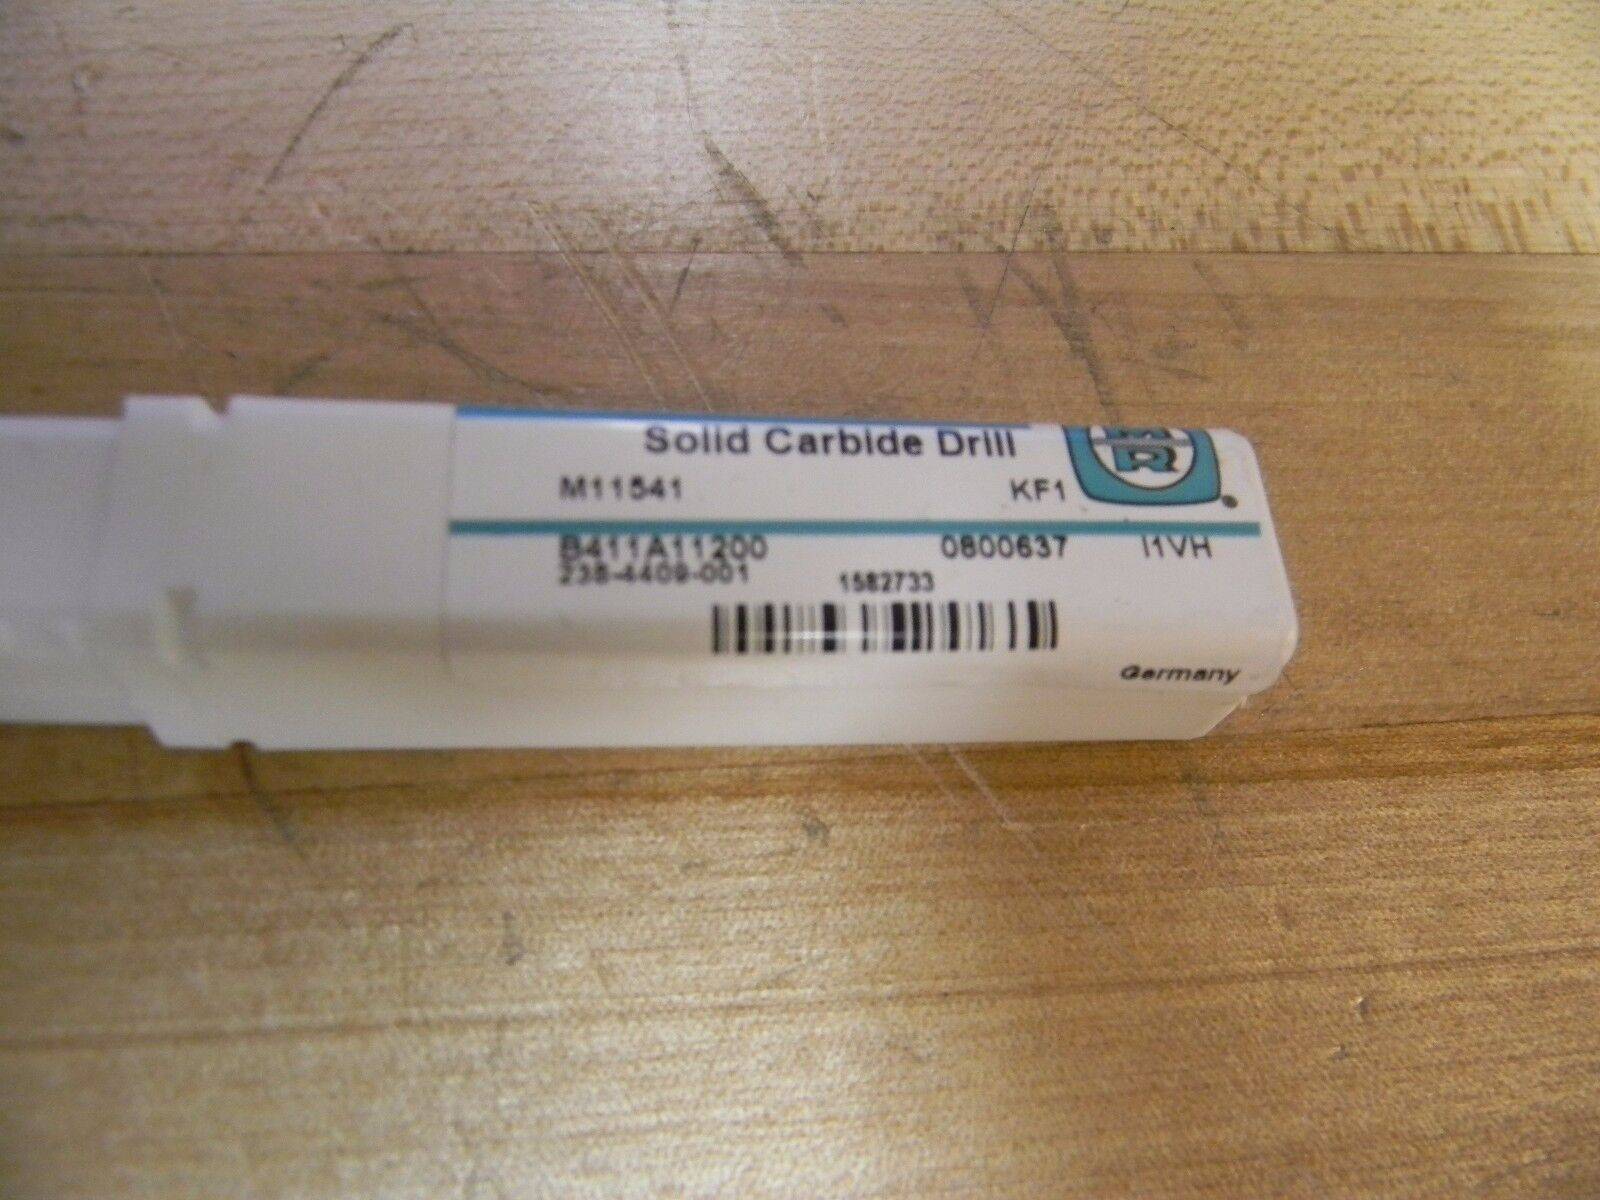 Solid Carbide Drill
M11541 KF1
B411A11200 0800637 I1VH
238-4409-001 1582733
Germany